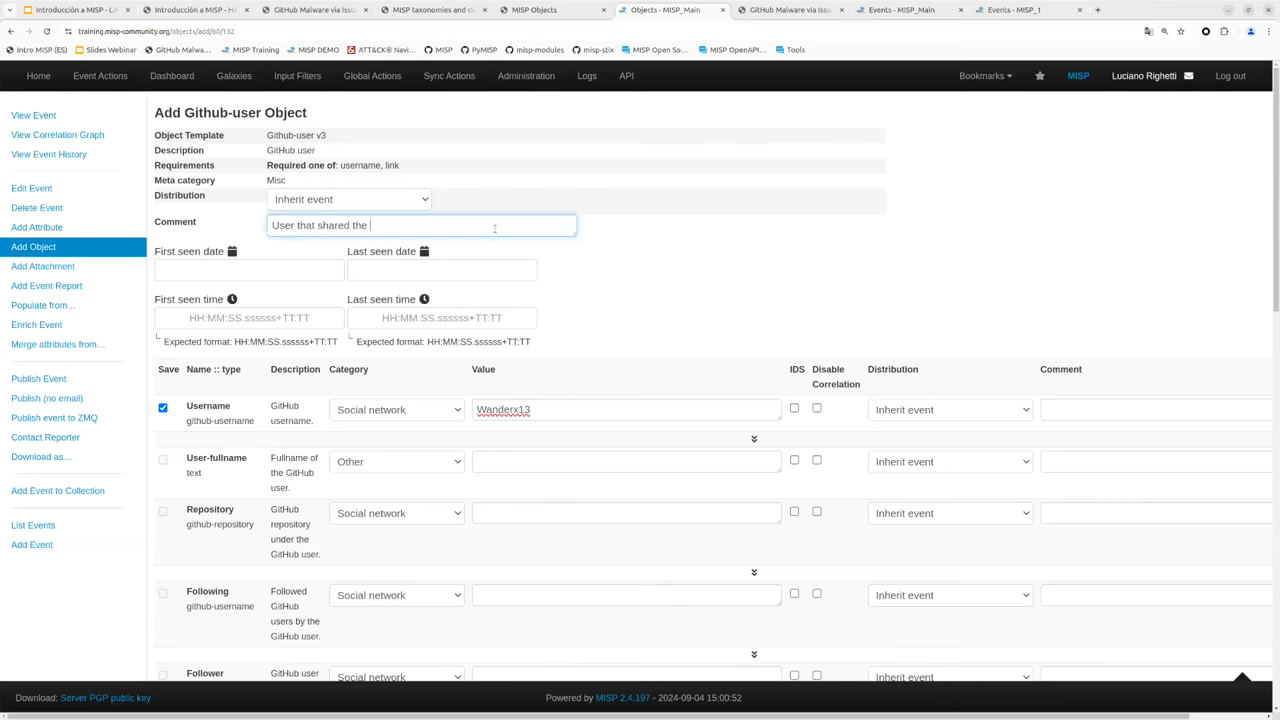 Introducción a MISP - LA
Introducción a MISP - H
GitHub Malware via Issu
MISP taxonomies and cl
MISP Objects
Objects - MISP_Main
GitHub Malware via Issu
Events - MISP_Main
Events - MISP_1
training.misp-community.org/objects/add/60/132
Intro MISP (ES)
Slides Webinar
GitHub Malwa...
MISP Training
MISP DEMO
ATT&CK® Navi...
MISP
PyMISP
misp-modules
misp-stix
MISP Open So...
MISP OpenAPI...
Tools
Home
Event Actions
Dashboard
Galaxies
Input Filters
Global Actions
Sync Actions
Administration
Logs
API
Bookmarks
MISP
Luciano Righetti
Log out
View Event
View Correlation Graph
View Event History
Edit Event
Delete Event
Add Attribute
Add Object
Add Attachment
Add Event Report
Populate from...
Enrich Event
Merge attributes from...
Publish Event
Publish (no email)
Publish event to ZMQ
Contact Reporter
Download as...
Add Event to Collection
List Events
Add Event
Add Github-user Object
Object Template Github-user v3
Description GitHub user
Requirements Required one of: username, link
Meta category Misc
Distribution Inherit event
Comment User that shared the
First seen date Last seen date
First seen time Last seen time
HH:MM:SS.ssssss+TT:TT HH:MM:SS.ssssss+TT:TT
Expected format: HH:MM:SS.ssssss+TT:TT Expected format: HH:MM:SS.ssssss+TT:TT
Save Name :: type Description Category Value IDS Disable Correlation Distribution Comment
Username
github-username
GitHub
username.
Social network
Wanderx13
Inherit event
User-fullname
text
Fullname of
the GitHub
user.
Other
Inherit event
Repository
github-repository
GitHub
repository
under the
GitHub user.
Social network
Inherit event
Following
github-username
Followed
GitHub
users by the
GitHub user.
Social network
Inherit event
Follower
GitHub user
Social network
Inherit event
Download: Server PGP public key
Powered by MISP 2.4.197 - 2024-09-04 15:00:52